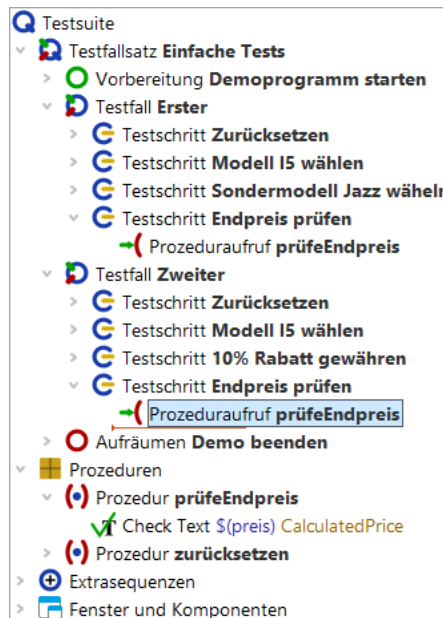 Testsuite
Testfallsatz Einfache Tests
Vorbereitung Demoprogramm starten
Testfall Erster
Testschritt Zurücksetzen
Testschritt Modell I5 wählen
Testschritt Sondermodell Jazz wäheln
Testschritt Endpreis prüfen
Prozeduraufruf prüfeEndpreis
Testfall Zweiter
Testschritt Zurücksetzen
Testschritt Modell I5 wählen
Testschritt 10% Rabatt gewähren
Testschritt Endpreis prüfen
Prozeduraufruf prüfeEndpreis
Aufräumen Demo beenden
Prozeduren
Prozedur prüfeEndpreis
Check Text $(preis) CalculatedPrice
Prozedur zurücksetzen
Extrasequenzen
Fenster und Komponenten